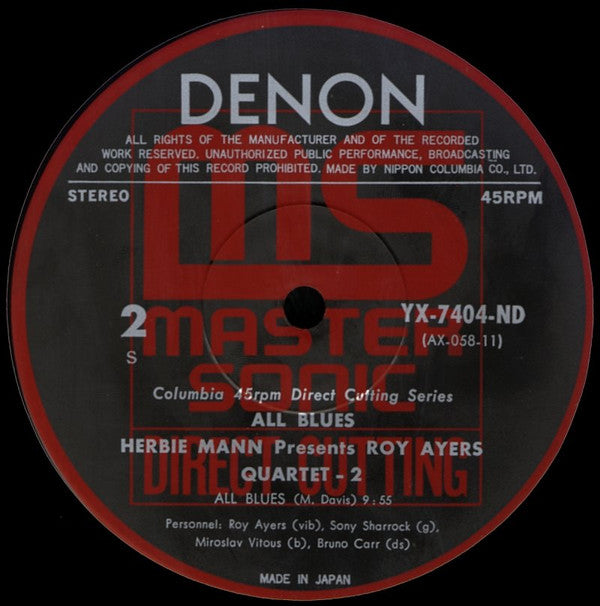 DENON
ALL RIGHTS OF THE MANUFACTURER AND OF THE RECORDED
WORK RESERVED. UNAUTHORIZED PUBLIC PERFORMANCE, BROADCASTING
AND COPYING OF THIS RECORD PROHIBITED. MADE BY NIPPON COLUMBIA CO., LTD.
STEREO 45RPM
MS
2 YX-7404-ND
S (AX-058-11)
MASTER
SONIC
Columbia 45rpm Direct Cutting Series
ALL BLUES
HERBIE MANN Presents ROY AYERS
QUARTET - 2
DIRECT CUTTING
ALL BLUES (M. Davis) 9:55
Personnel: Roy Ayers (vib), Sony Sharrock (g),
Miroslav Vitous (b), Bruno Carr (ds)
MADE IN JAPAN